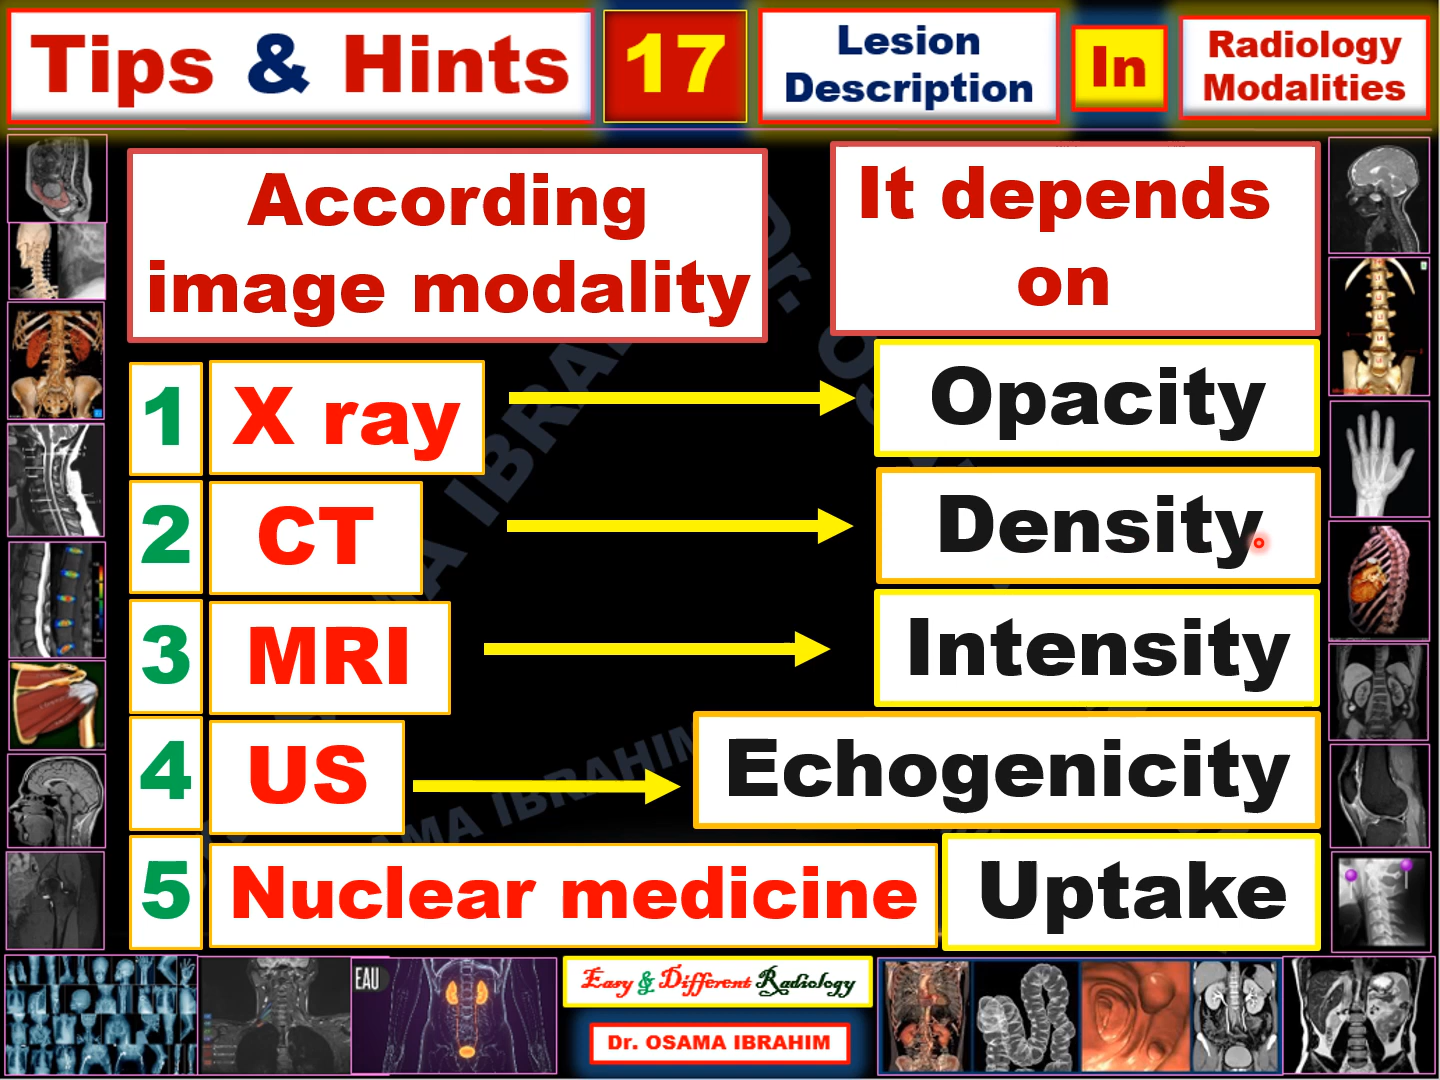 Tips & Hints
17
Lesion
Description
In
Radiology
Modalities
According
image modality
It depends
on
1 X ray Opacity
2 CT Density
3 MRI Intensity
4 US Echogenicity
5 Nuclear medicine Uptake
EAU
Easy & Different Radiology
Dr. OSAMA IBRAHIM